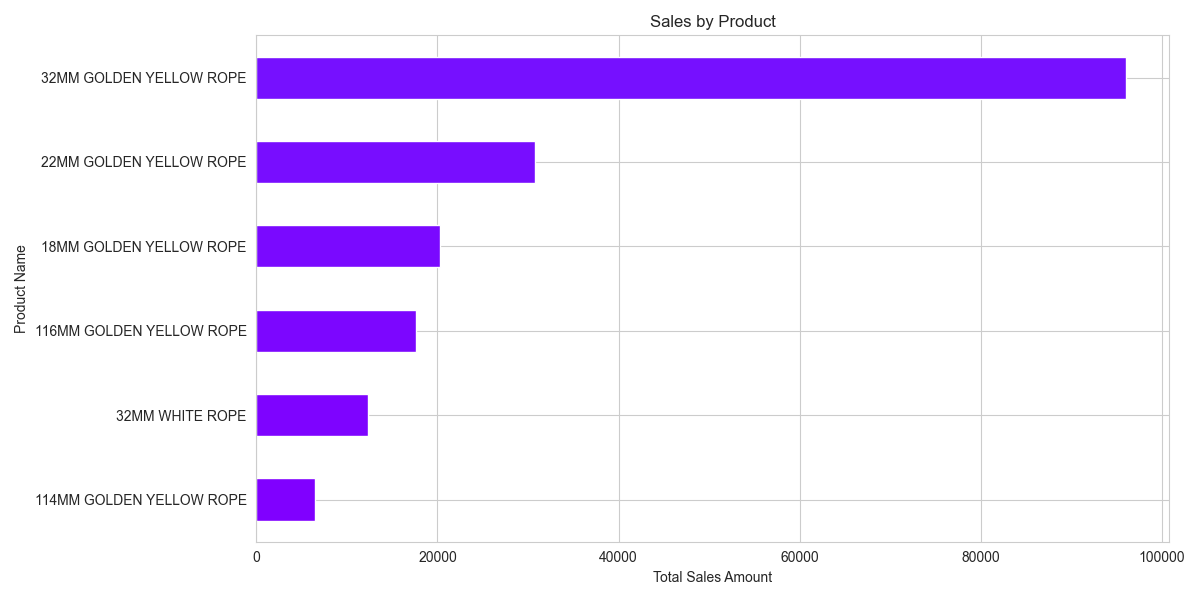 Sales by Product
Product Name
32MM GOLDEN YELLOW ROPE
22MM GOLDEN YELLOW ROPE
18MM GOLDEN YELLOW ROPE
116MM GOLDEN YELLOW ROPE
32MM WHITE ROPE
114MM GOLDEN YELLOW ROPE
0 20000 40000 60000 80000 100000
Total Sales Amount